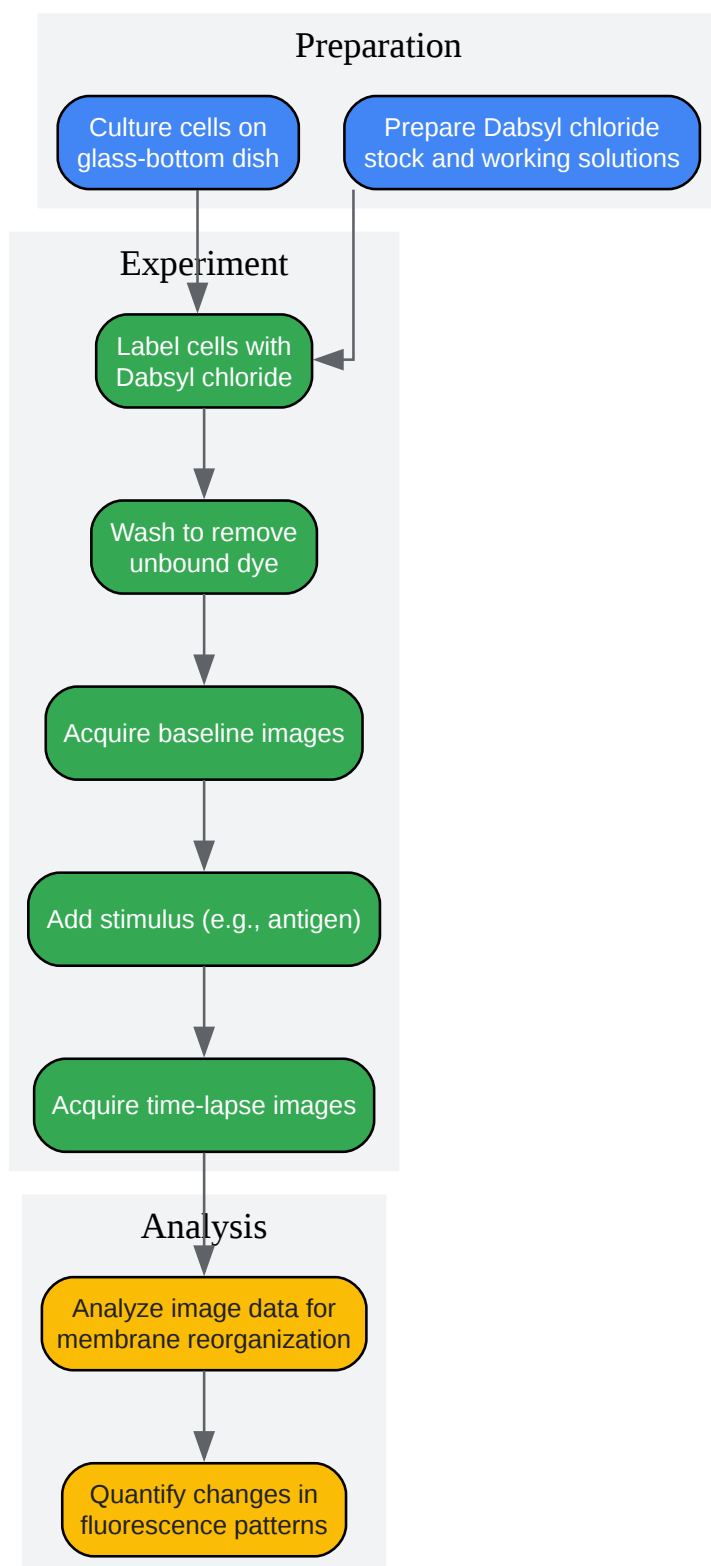 Preparation
Culture cells on
glass-bottom dish
Prepare Dabsyl chloride
stock and working solutions
Experiment
Label cells with
Dabsyl chloride
Wash to remove
unbound dye
Acquire baseline images
Add stimulus (e.g., antigen)
Acquire time-lapse images
Analysis
Analyze image data for
membrane reorganization
Quantify changes in
fluorescence patterns